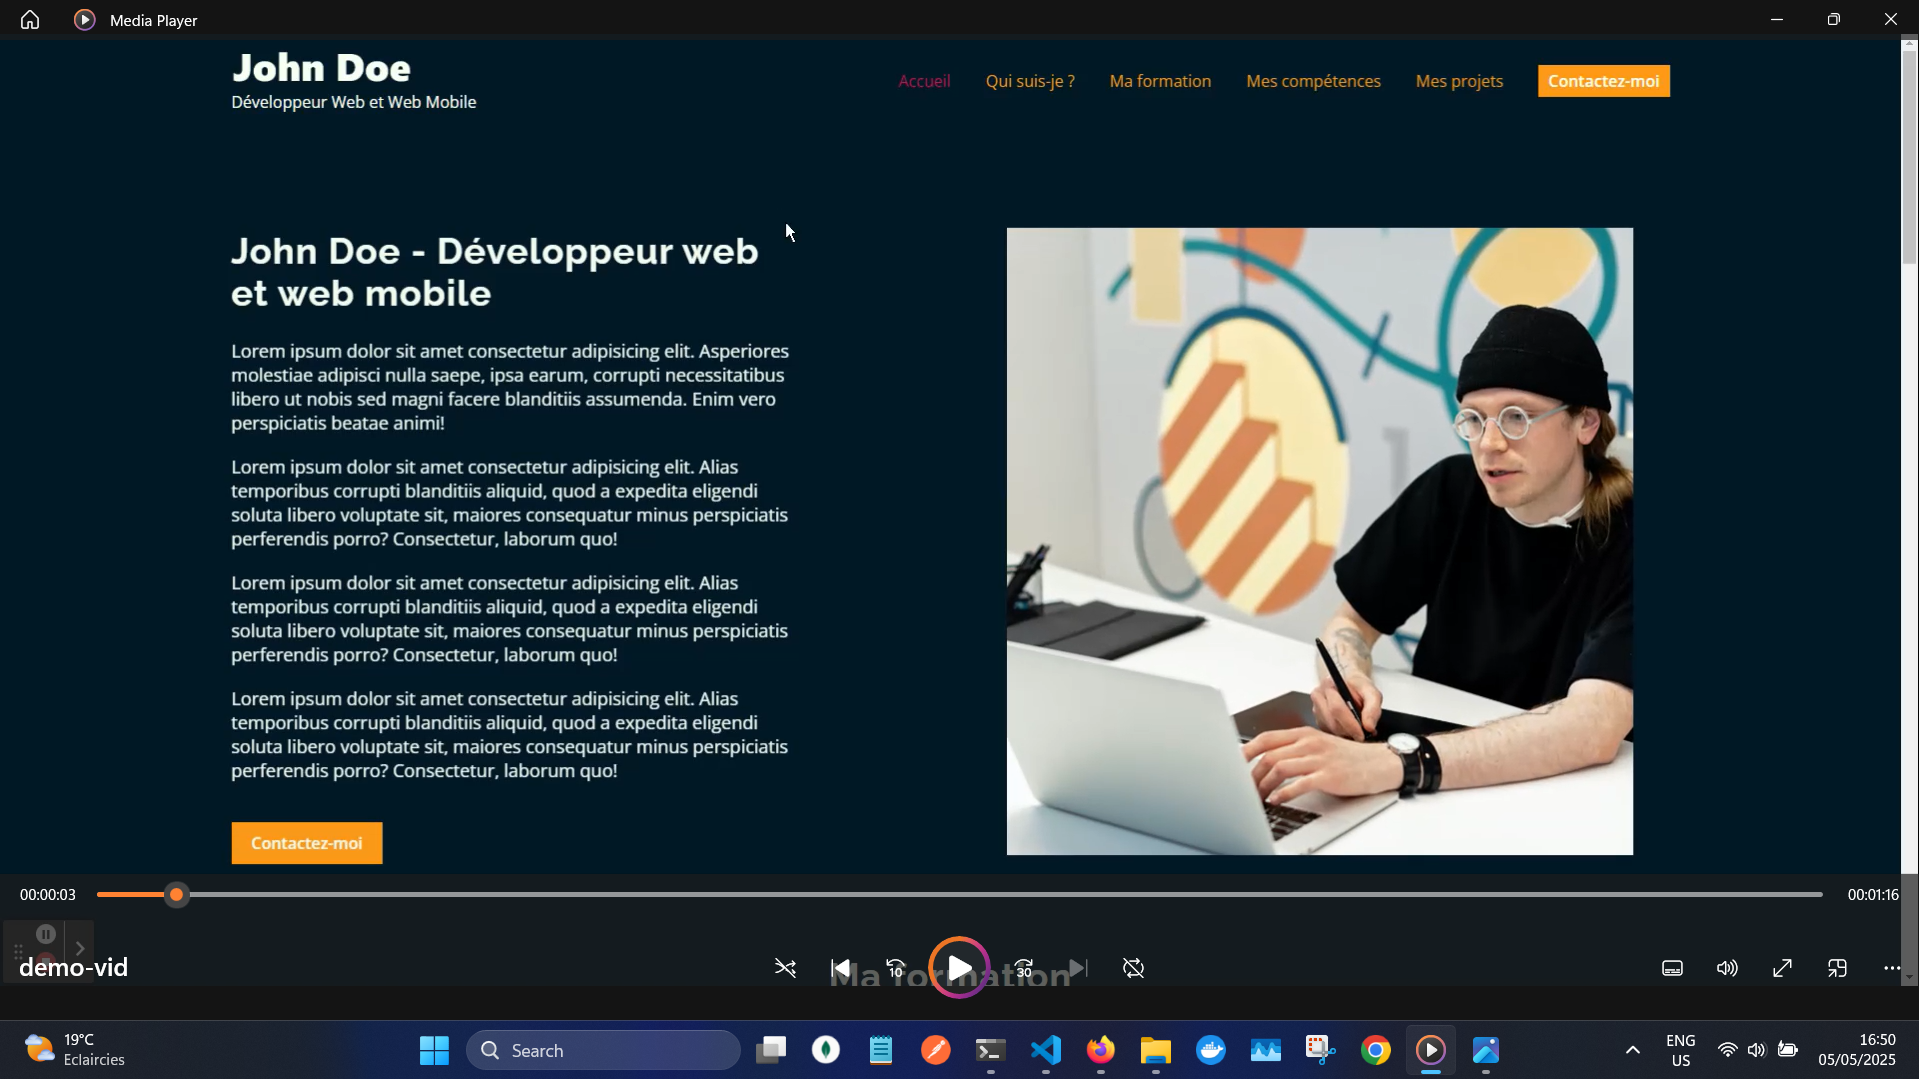 Media Player
John Doe
Développeur Web et Web Mobile
Accueil
Qui suis-je ?
Ma formation
Mes compétences
Mes projets
Contactez-moi
John Doe - Développeur web
et web mobile
Lorem ipsum dolor sit amet consectetur adipisicing elit. Asperiores
molestiae adipisci nulla saepe, ipsa earum, corrupti necessitatibus
libero ut nobis sed magni facere blanditiis assumenda. Enim vero
perspiciatis beatae animi!
Lorem ipsum dolor sit amet consectetur adipisicing elit. Alias
temporibus corrupti blanditiis aliquid, quod a expedita eligendi
soluta libero voluptate sit, maiores consequatur minus perspiciatis
perferendis porro? Consectetur, laborum quo!
Lorem ipsum dolor sit amet consectetur adipisicing elit. Alias
temporibus corrupti blanditiis aliquid, quod a expedita eligendi
soluta libero voluptate sit, maiores consequatur minus perspiciatis
perferendis porro? Consectetur, laborum quo!
Lorem ipsum dolor sit amet consectetur adipisicing elit. Alias
temporibus corrupti blanditiis aliquid, quod a expedita eligendi
soluta libero voluptate sit, maiores consequatur minus perspiciatis
perferendis porro? Consectetur, laborum quo!
Contactez-moi
00:00:03
00:01:16
demo-vid
10
30
Ma formation
19°C
Eclaircies
Search
ENG
US
16:50
05/05/2025